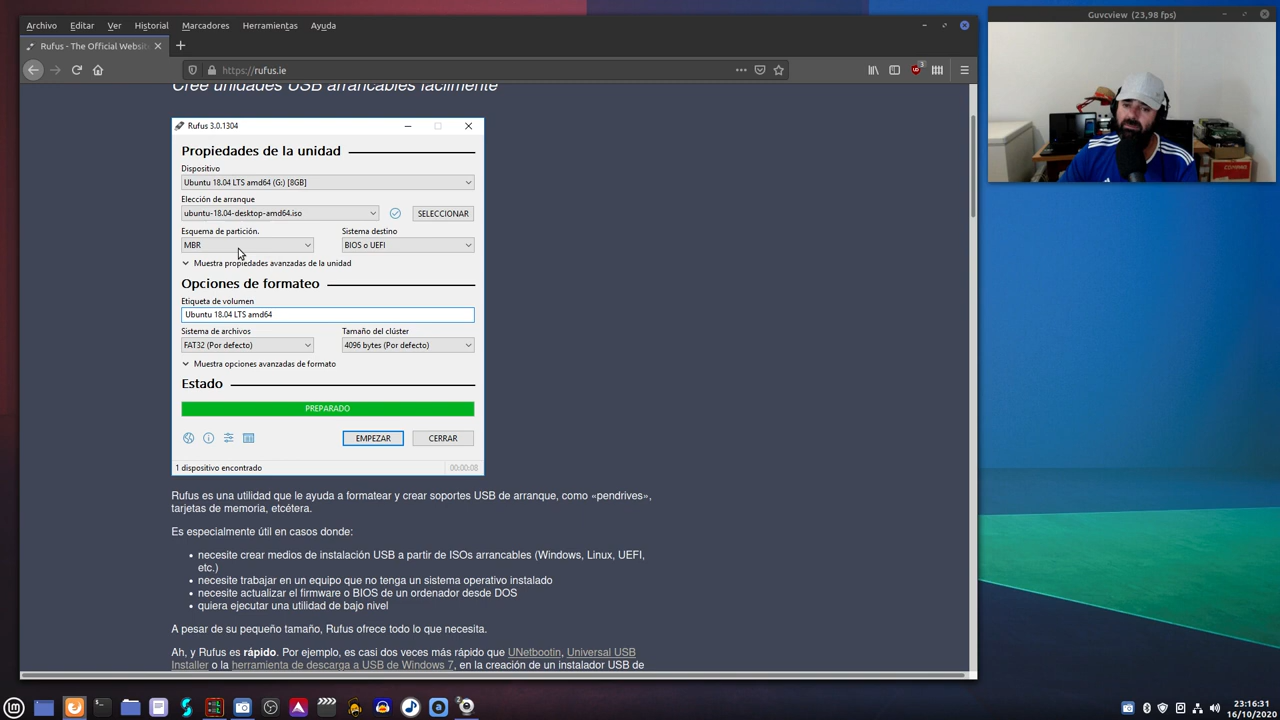 Archivo Editar Ver Historial Marcadores Herramientas Ayuda
Guvcview (23,98 fps)
Rufus - The Official Website
https://rufus.ie
Cree unidades USB arrancables fácilmente
Rufus 3.0.1304
Propiedades de la unidad
Dispositivo
Ubuntu 18.04 LTS amd64 (G:) [8GB]
Elección de arranque
ubuntu-18.04-desktop-amd64.iso
SELECCIONAR
Esquema de partición.
Sistema destino
MBR
BIOS o UEFI
Muestra propiedades avanzadas de la unidad
Opciones de formateo
Etiqueta de volumen
Ubuntu 18.04 LTS amd64
Sistema de archivos
Tamaño del clúster
FAT32 (Por defecto)
4096 bytes (Por defecto)
Muestra opciones avanzadas de formato
Estado
PREPARADO
EMPEZAR
CERRAR
1 dispositivo encontrado
00:00:08
Rufus es una utilidad que le ayuda a formatear y crear soportes USB de arranque, como «pendrives»,
tarjetas de memoria, etcétera.
Es especialmente útil en casos donde:
necesite crear medios de instalación USB a partir de ISOs arrancables (Windows, Linux, UEFI,
etc.)
necesite trabajar en un equipo que no tenga un sistema operativo instalado
necesite actualizar el firmware o BIOS de un ordenador desde DOS
quiera ejecutar una utilidad de bajo nivel
A pesar de su pequeño tamaño, Rufus ofrece todo lo que necesita.
Ah, y Rufus es rápido. Por ejemplo, es casi dos veces más rápido que UNetbootin, Universal USB
Installer o la herramienta de descarga a USB de Windows 7, en la creación de un instalador USB de
23:16:31
16/10/2020